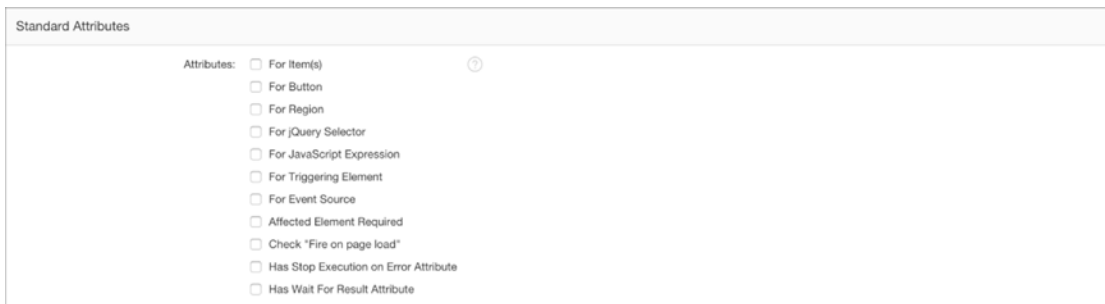 Standard Attributes
Attributes: For Item(s) ?
For Button
For Region
For jQuery Selector
For JavaScript Expression
For Triggering Element
For Event Source
Affected Element Required
Check "Fire on page load"
Has Stop Execution on Error Attribute
Has Wait For Result Attribute